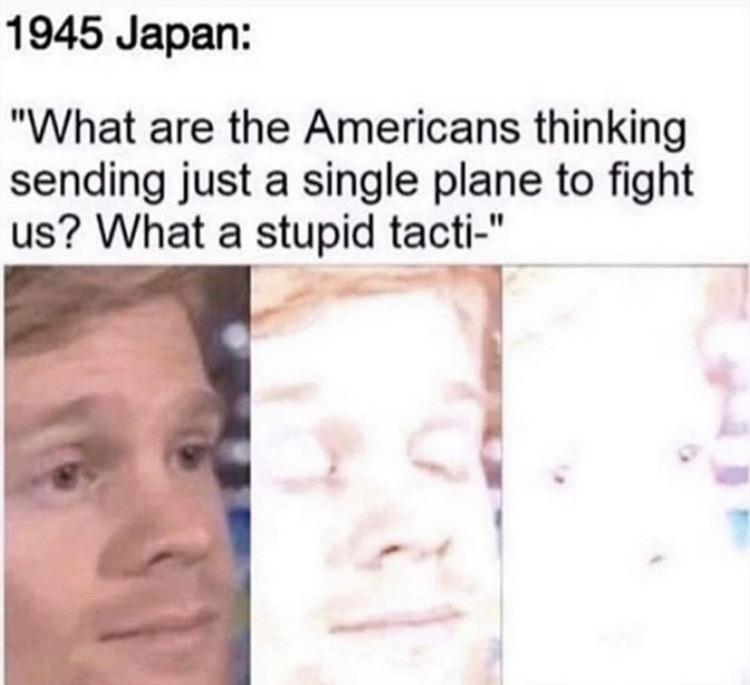 1945 Japan:
"What are the Americans thinking
sending just a single plane to fight
us? What a stupid tacti-"